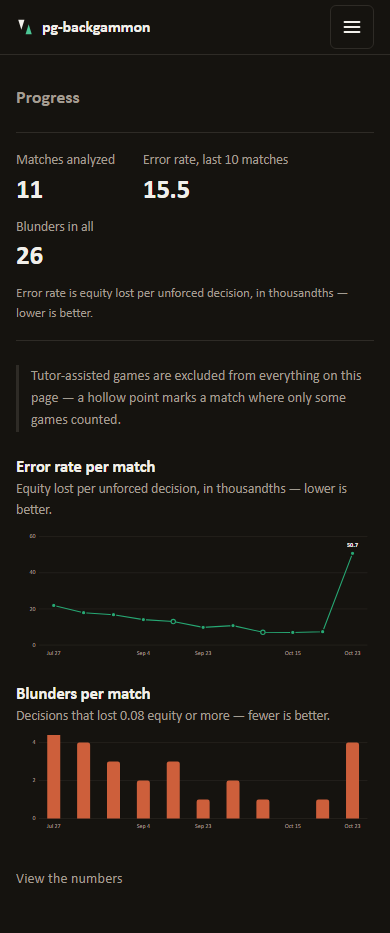 pg-backgammon
Progress
Matches analyzed
11
Error rate, last 10 matches
15.5
Blunders in all
26
Error rate is equity lost per unforced decision, in thousandths —
lower is better.
Tutor-assisted games are excluded from everything on this
page — a hollow point marks a match where only some
games counted.
Error rate per match
Equity lost per unforced decision, in thousandths — lower is
better.
60
40
20
0
50.7
Jul 27
Sep 4
Sep 23
Oct 15
Oct 23
Blunders per match
Decisions that lost 0.08 equity or more — fewer is better.
4
2
0
Jul 27
Sep 4
Sep 23
Oct 15
Oct 23
View the numbers